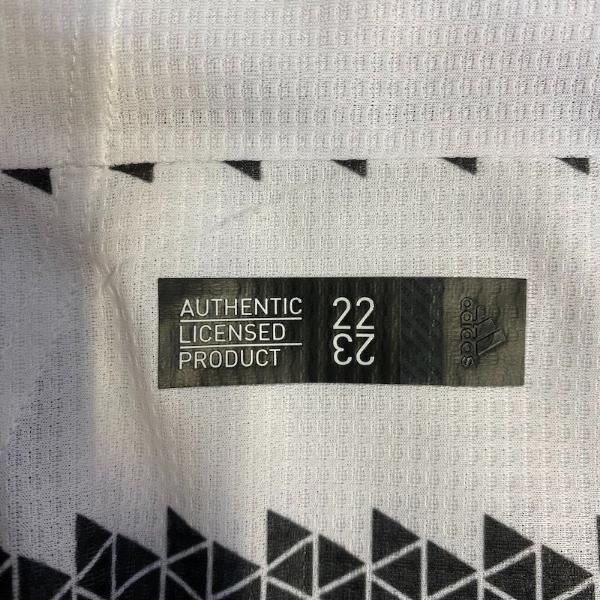 AUTHENTIC
LICENSED
PRODUCT
22
23
adidas